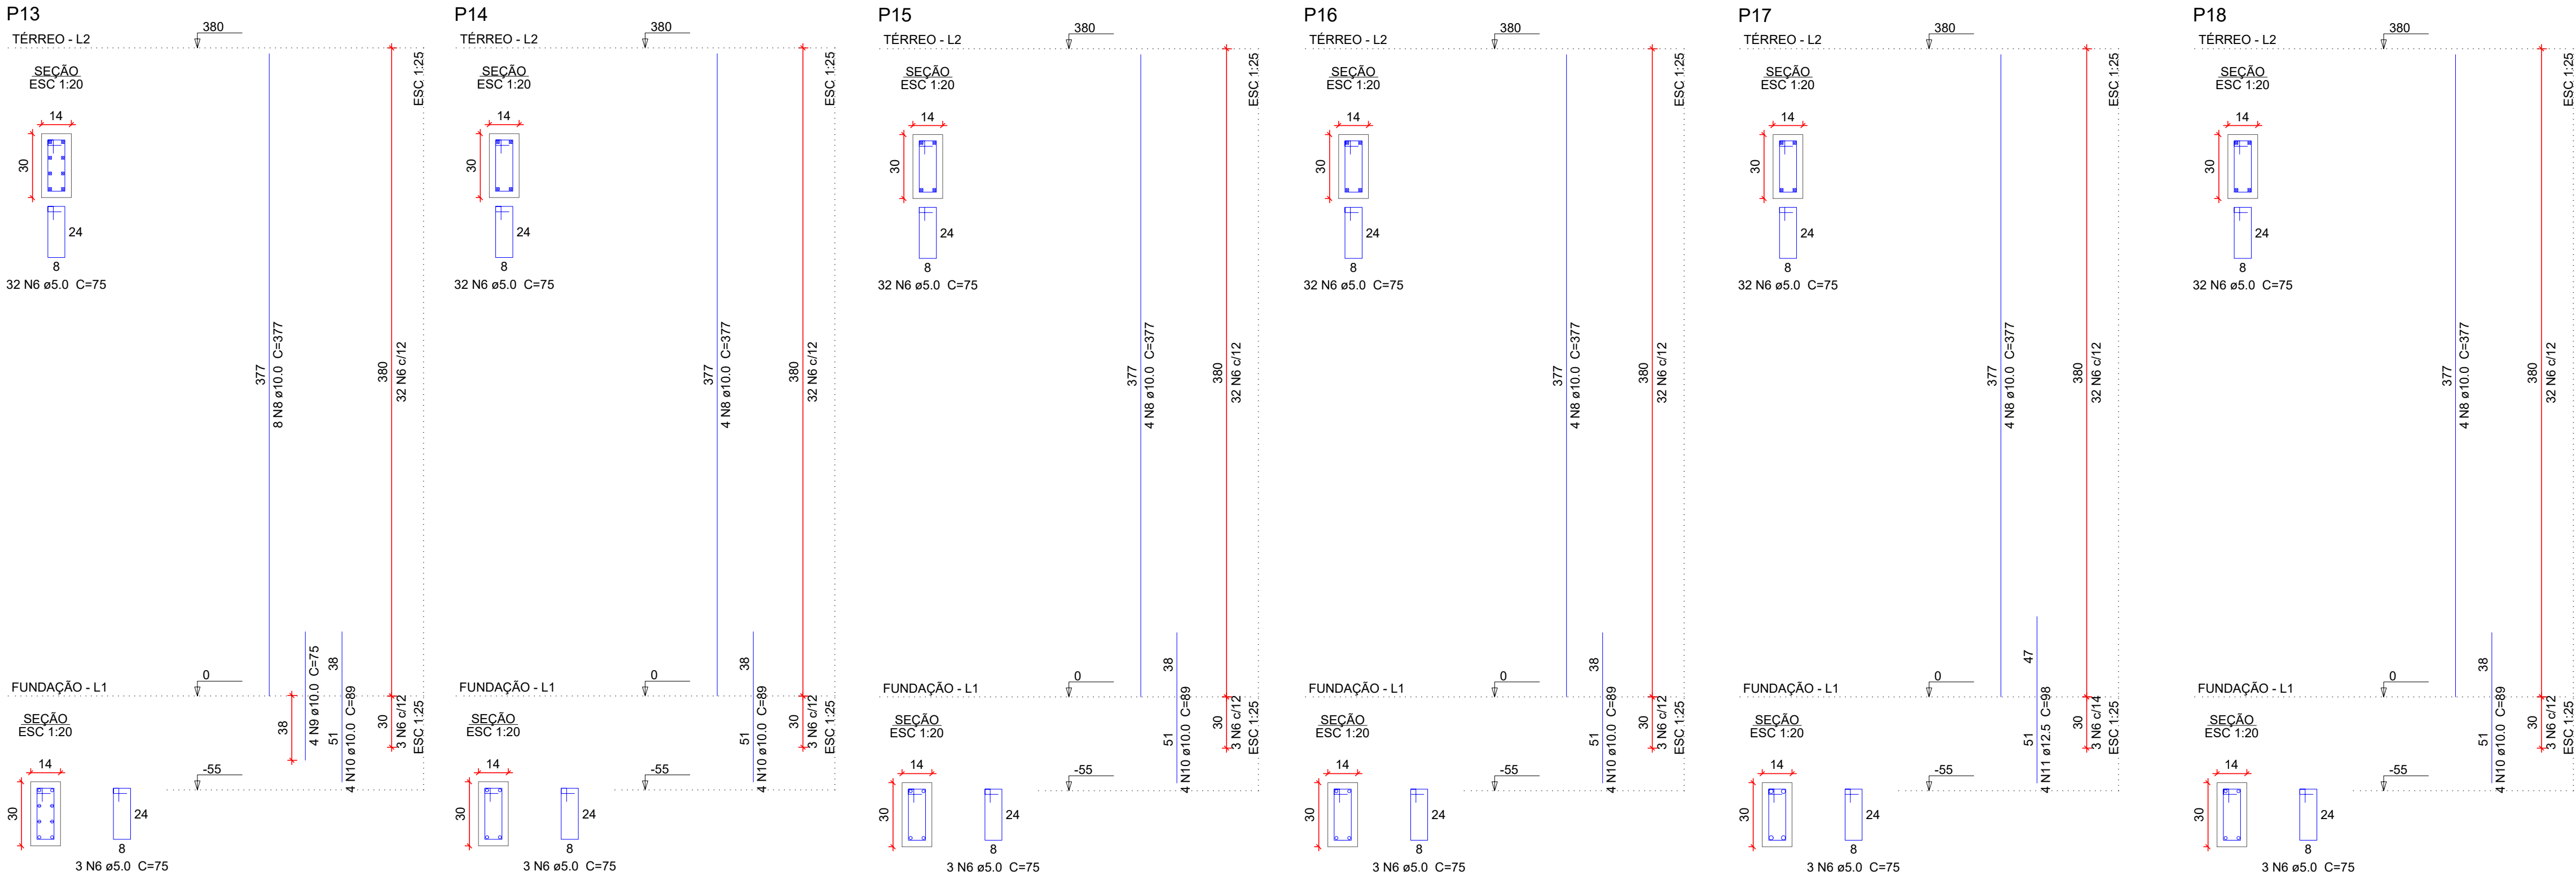 P13
TÉRREO - L2
380
SEÇÃO
ESC 1:20
ESC 1:25
14
30
24
8
32 N6 ø5.0 C=75
377
8 N8 ø10.0 C=377
380
32 N6 c/12
FUNDAÇÃO - L1
0
SEÇÃO
ESC 1:20
38
4 N9 ø10.0 C=75
38
51
4 N10 ø10.0 C=89
30
3 N6 c/12
ESC 1:25
-55
14
30
24
8
3 N6 ø5.0 C=75
P14
TÉRREO - L2
380
SEÇÃO
ESC 1:20
ESC 1:25
14
30
24
8
32 N6 ø5.0 C=75
377
4 N8 ø10.0 C=377
380
32 N6 c/12
FUNDAÇÃO - L1
0
SEÇÃO
ESC 1:20
38
51
4 N10 ø10.0 C=89
30
3 N6 c/12
ESC 1:25
-55
14
30
24
8
3 N6 ø5.0 C=75
P15
TÉRREO - L2
380
SEÇÃO
ESC 1:20
ESC 1:25
14
30
24
8
32 N6 ø5.0 C=75
377
4 N8 ø10.0 C=377
380
32 N6 c/12
FUNDAÇÃO - L1
0
SEÇÃO
ESC 1:20
38
51
4 N10 ø10.0 C=89
30
3 N6 c/12
ESC 1:25
-55
14
30
24
8
3 N6 ø5.0 C=75
P16
TÉRREO - L2
380
SEÇÃO
ESC 1:20
ESC 1:25
14
30
24
8
32 N6 ø5.0 C=75
377
4 N8 ø10.0 C=377
380
32 N6 c/12
FUNDAÇÃO - L1
0
SEÇÃO
ESC 1:20
38
51
4 N10 ø10.0 C=89
30
3 N6 c/12
ESC 1:25
-55
14
30
24
8
3 N6 ø5.0 C=75
P17
TÉRREO - L2
380
SEÇÃO
ESC 1:20
ESC 1:25
14
30
24
8
32 N6 ø5.0 C=75
377
4 N8 ø10.0 C=377
380
32 N6 c/12
FUNDAÇÃO - L1
0
SEÇÃO
ESC 1:20
47
51
4 N11 ø12.5 C=98
30
3 N6 c/14
ESC 1:25
-55
14
30
24
8
3 N6 ø5.0 C=75
P18
TÉRREO - L2
380
SEÇÃO
ESC 1:20
ESC 1:25
14
30
24
8
32 N6 ø5.0 C=75
377
4 N8 ø10.0 C=377
380
32 N6 c/12
FUNDAÇÃO - L1
0
SEÇÃO
ESC 1:20
38
51
4 N10 ø10.0 C=89
30
3 N6 c/12
ESC 1:25
-55
14
30
24
8
3 N6 ø5.0 C=75